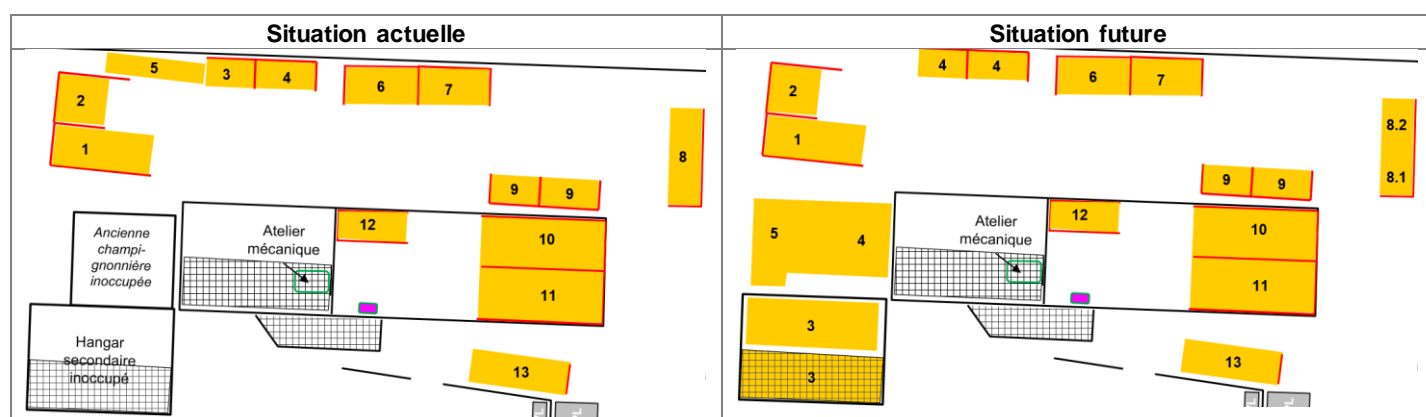 Situation actuelle
5
3
4
6
7
2
1
8
9
9
12
Atelier
mécanique
10
11
Ancienne
champi-
gnonnière
inoccupée
Hangar
secondaire
inoccupé
13
Situation future
4
4
6
7
2
1
8.2
8.1
9
9
12
Atelier
mécanique
10
11
5
4
3
3
13